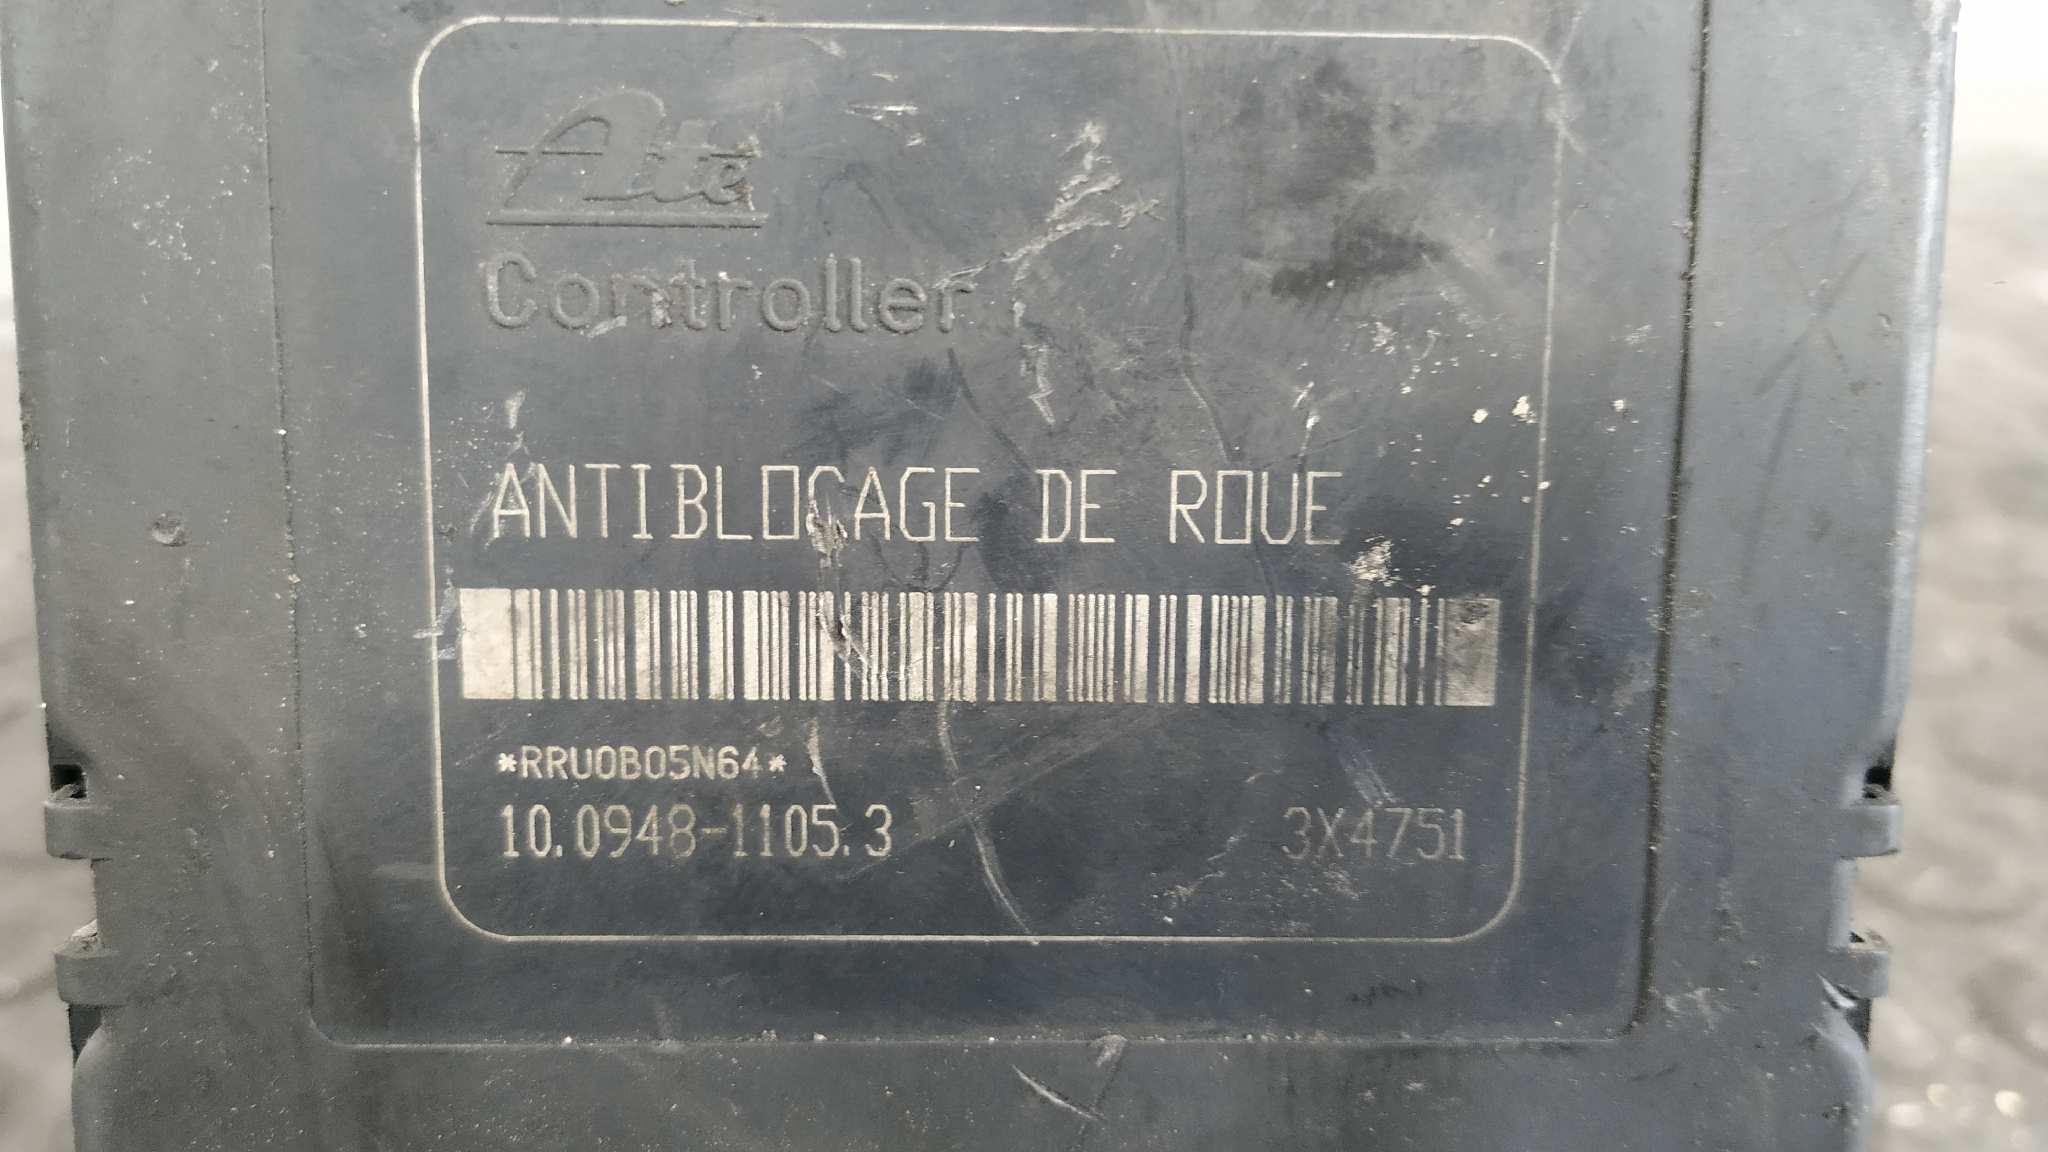 Ate
Controller
ANTIBLOCAGE DE ROUE
*RRU0B05N64*
10.0948-1105.3 3X4751